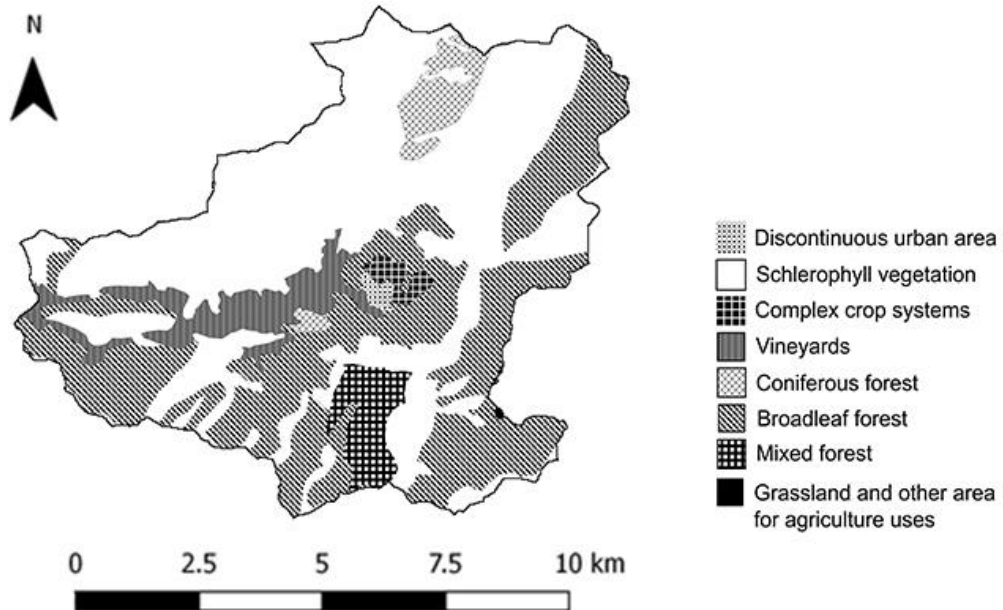 N
Discontinuous urban area
Schlerophyll vegetation
Complex crop systems
Vineyards
Coniferous forest
Broadleaf forest
Mixed forest
Grassland and other area
for agriculture uses
0 2.5 5 7.5 10 km